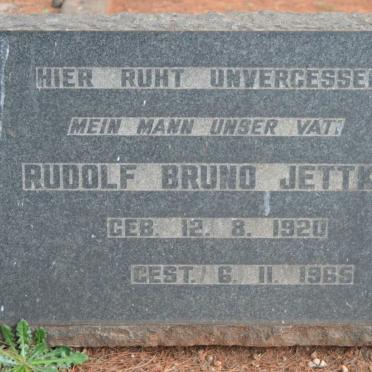 HIER RUHT UNVERGESSE
MEIN MANN UNSER VAT.
RUDOLF BRUNO JETTK
GEB. 12. 8. 1920
GEST. 6. 11. 1965